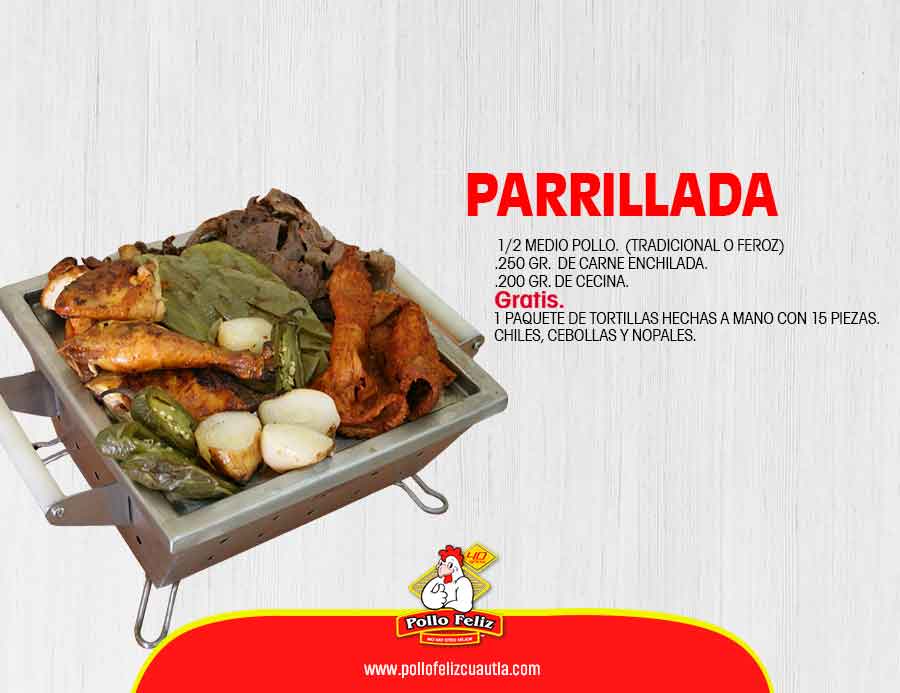 PARRILLADA
1/2 MEDIO POLLO. (TRADICIONAL O FEROZ)
.250 GR. DE CARNE ENCHILADA.
.200 GR. DE CECINA.
Gratis.
1 PAQUETE DE TORTILLAS HECHAS A MANO CON 15 PIEZAS.
CHILES, CEBOLLAS Y NOPALES.
40
Pollo Feliz
www.pollofelizcuautla.com